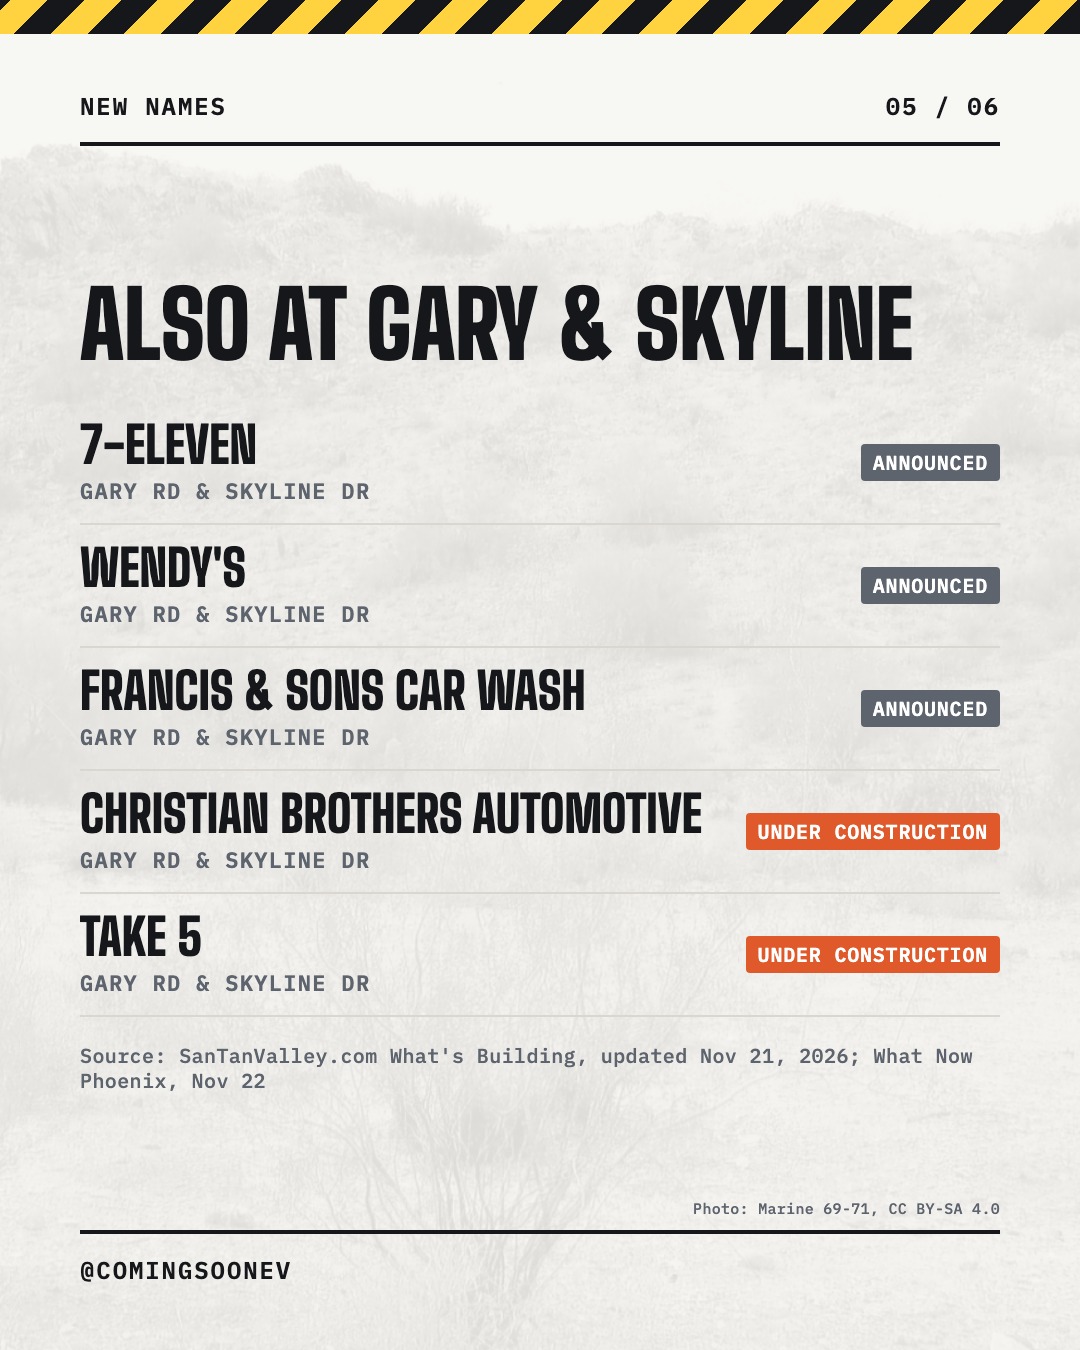 NEW NAMES
05 / 06
ALSO AT GARY & SKYLINE
7-ELEVEN
GARY RD & SKYLINE DR
ANNOUNCED
WENDY'S
GARY RD & SKYLINE DR
ANNOUNCED
FRANCIS & SONS CAR WASH
GARY RD & SKYLINE DR
ANNOUNCED
CHRISTIAN BROTHERS AUTOMOTIVE
GARY RD & SKYLINE DR
UNDER CONSTRUCTION
TAKE 5
GARY RD & SKYLINE DR
UNDER CONSTRUCTION
Source: SanTanValley.com What's Building, updated Nov 21, 2026; What Now
Phoenix, Nov 22
Photo: Marine 69-71, CC BY-SA 4.0
@COMINGSOONEV